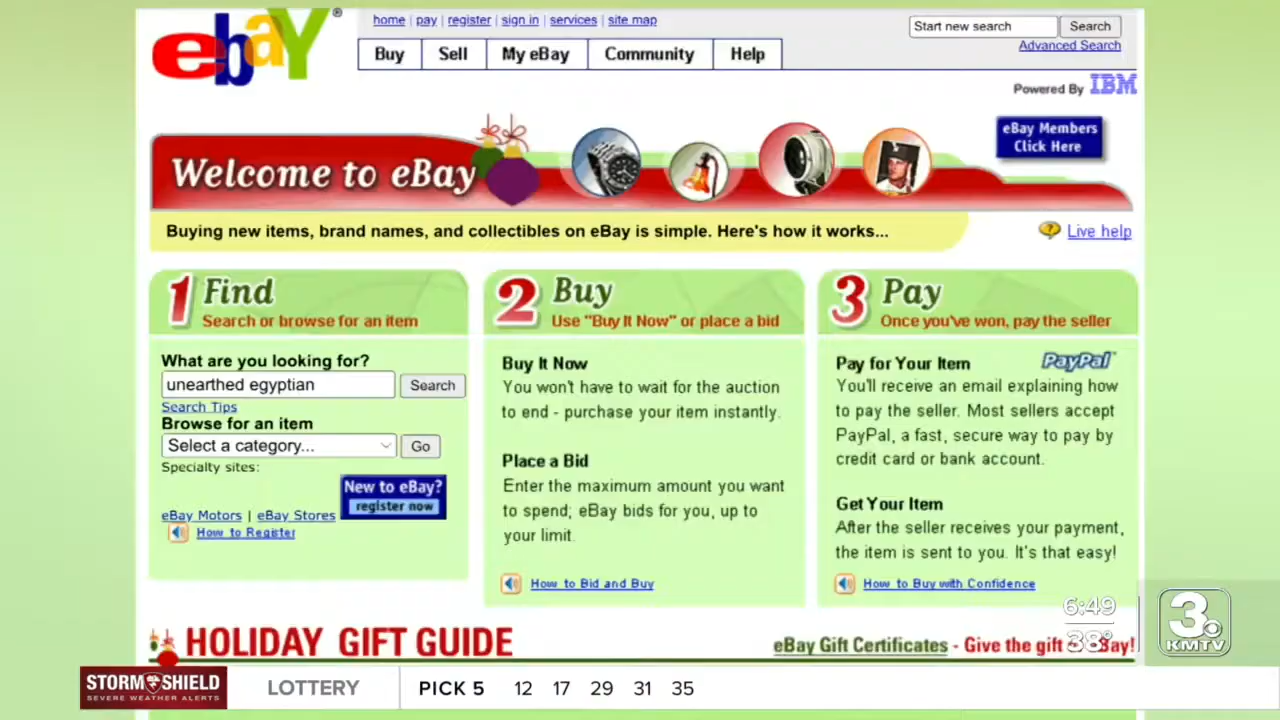 ebaY®
home | pay | register | sign in | services | site map
Start new search Search
Advanced Search
Buy Sell My eBay Community Help
Powered By IBM
eBay Members
Click Here
Welcome to eBay
Buying new items, brand names, and collectibles on eBay is simple. Here's how it works...
Live help
1 Find
Search or browse for an item
What are you looking for?
unearthed egyptian Search
Search Tips
Browse for an item
Select a category... Go
Specialty sites:
New to eBay?
register now
eBay Motors | eBay Stores
How to Register
2 Buy
Use "Buy It Now" or place a bid
Buy It Now
You won't have to wait for the auction
to end - purchase your item instantly.
Place a Bid
Enter the maximum amount you want
to spend; eBay bids for you, up to
your limit.
How to Bid and Buy
3 Pay
Once you've won, pay the seller
Pay for Your Item PayPal
You'll receive an email explaining how
to pay the seller. Most sellers accept
PayPal, a fast, secure way to pay by
credit card or bank account.
Get Your Item
After the seller receives your payment,
the item is sent to you. It's that easy!
How to Buy with Confidence
HOLIDAY GIFT GUIDE
eBay Gift Certificates - Give the gift
6:49
38°
3
KMTV
STORM SHIELD
SEVERE WEATHER ALERTS
LOTTERY
PICK 5 12 17 29 31 35